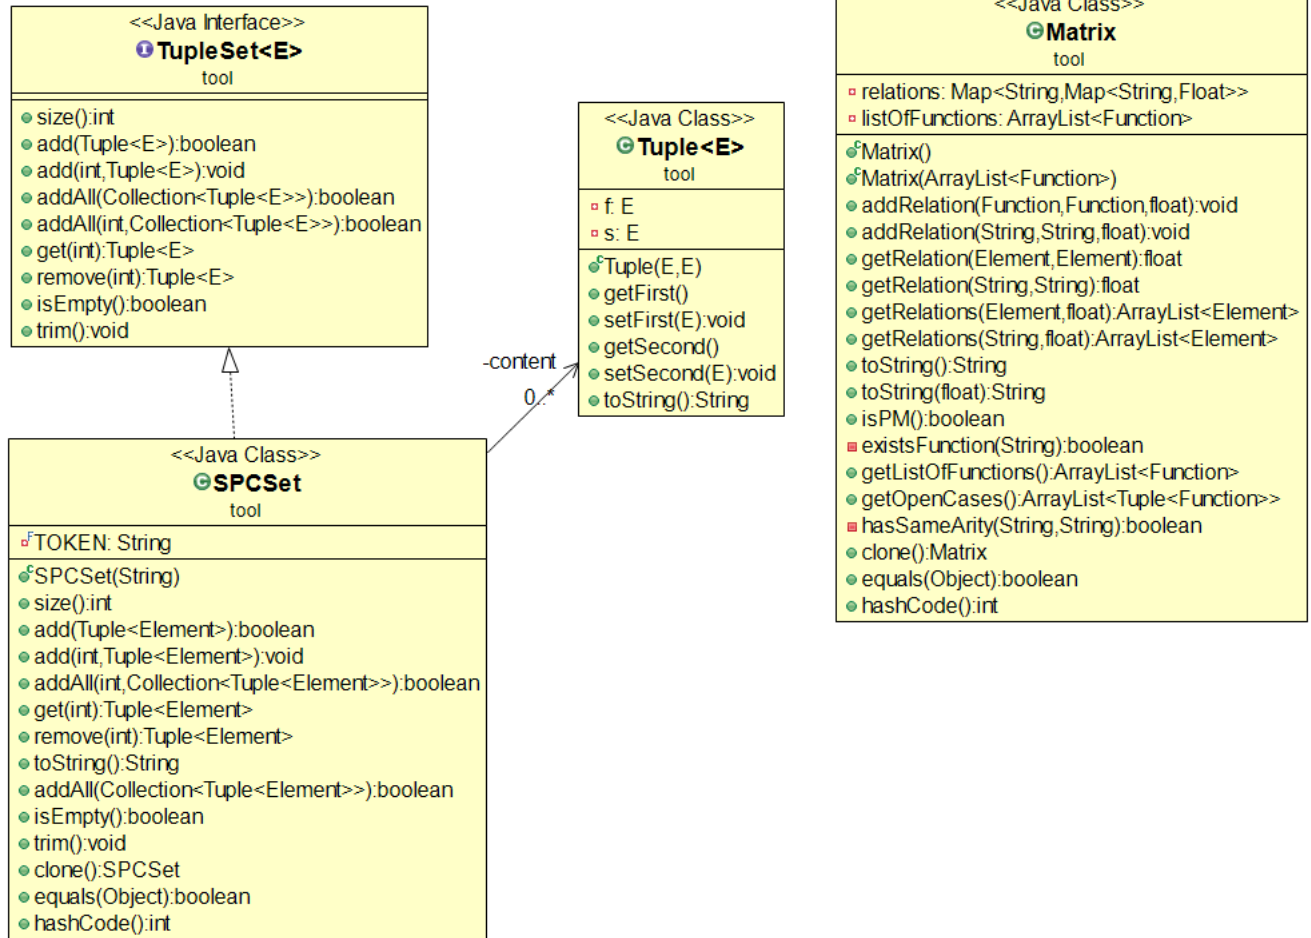 <<Java Interface>>
TupleSet<E>
tool
size():int
add(Tuple<E>):boolean
add(int,Tuple<E>):void
addAll(Collection<Tuple<E>>):boolean
addAll(int,Collection<Tuple<E>>):boolean
get(int):Tuple<E>
remove(int):Tuple<E>
isEmpty():boolean
trim():void
<<Java Class>>
Tuple<E>
tool
f: E
s: E
Tuple(E,E)
getFirst()
setFirst(E):void
getSecond()
setSecond(E):void
toString():String
-content
0..*
<<Java Class>>
SPCSet
tool
TOKEN: String
SPCSet(String)
size():int
add(Tuple<Element>):boolean
add(int,Tuple<Element>):void
addAll(int,Collection<Tuple<Element>>):boolean
get(int):Tuple<Element>
remove(int):Tuple<Element>
toString():String
addAll(Collection<Tuple<Element>>):boolean
isEmpty():boolean
trim():void
clone():SPCSet
equals(Object):boolean
hashCode():int
<<Java Class>>
Matrix
tool
relations: Map<String,Map<String,Float>>
listOfFunctions: ArrayList<Function>
Matrix()
Matrix(ArrayList<Function>)
addRelation(Function,Function,float):void
addRelation(String,String,float):void
getRelation(Element,Element):float
getRelation(String,String):float
getRelations(Element,float):ArrayList<Element>
getRelations(String,float):ArrayList<Element>
toString():String
toString(float):String
isPM():boolean
existsFunction(String):boolean
getListOfFunctions():ArrayList<Function>
getOpenCases():ArrayList<Tuple<Function>>
hasSameArity(String,String):boolean
clone():Matrix
equals(Object):boolean
hashCode():int